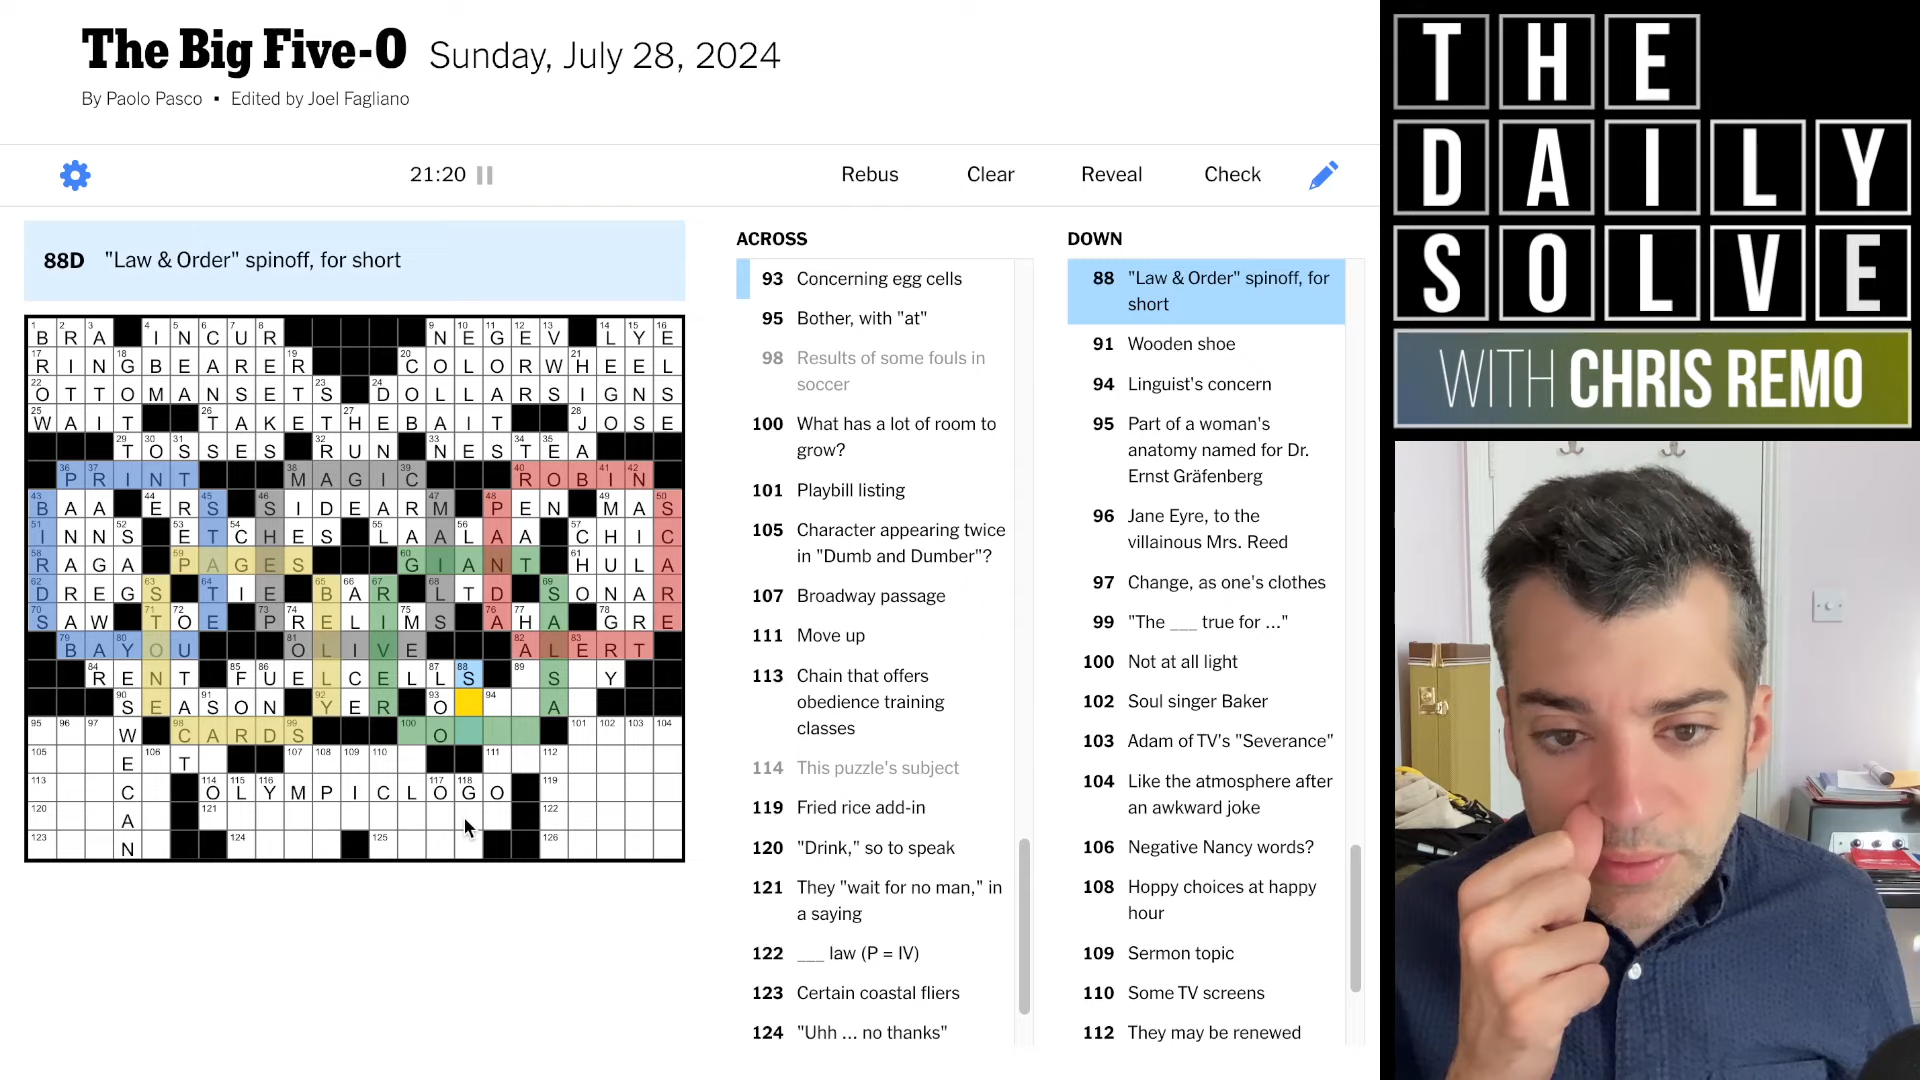 The Big Five-O Sunday, July 28, 2024
By Paolo Pasco ▪ Edited by Joel Fagliano
21:20
Rebus
Clear
Reveal
Check
88D "Law & Order" spinoff, for short
B R A I N C U R N E G E V L Y E
R I N G B E A R E R C O L O R W H E E L
O T T O M A N S E T S D O L L A R S I G N S
W A I T T A K E T H E B A I T J O S E
T O S S E S R U N N E S T E A
P R I N T M A G I C R O B I N
B A A E R S S I D E A R M P E N M A S
I N N S E T C H E S L A A L A A C H I C
R A G A P A G E S G I A N T H U L A
D R E G S T I E B A R L T D S O N A R
S A W T O E P R E L I M S A H A G R E
B A Y O U O L I V E A L E R T
R E N T F U E L C E L L S S Y
S E A S O N Y E R O A
W C A R D S O
E T
C O L Y M P I C L O G O
A
N
ACROSS
93 Concerning egg cells
95 Bother, with "at"
98 Results of some fouls in
soccer
100 What has a lot of room to
grow?
101 Playbill listing
105 Character appearing twice
in "Dumb and Dumber"?
107 Broadway passage
111 Move up
113 Chain that offers
obedience training
classes
114 This puzzle's subject
119 Fried rice add-in
120 "Drink," so to speak
121 They "wait for no man," in
a saying
122 ___ law (P = IV)
123 Certain coastal fliers
124 "Uhh ... no thanks"
DOWN
88 "Law & Order" spinoff, for
short
91 Wooden shoe
94 Linguist's concern
95 Part of a woman's
anatomy named for Dr.
Ernst Gräfenberg
96 Jane Eyre, to the
villainous Mrs. Reed
97 Change, as one's clothes
99 "The ___ true for ..."
100 Not at all light
102 Soul singer Baker
103 Adam of TV's "Severance"
104 Like the atmosphere after
an awkward joke
106 Negative Nancy words?
108 Hoppy choices at happy
hour
109 Sermon topic
110 Some TV screens
112 They may be renewed
THE
DAILY
SOLVE
WITH CHRIS REMO